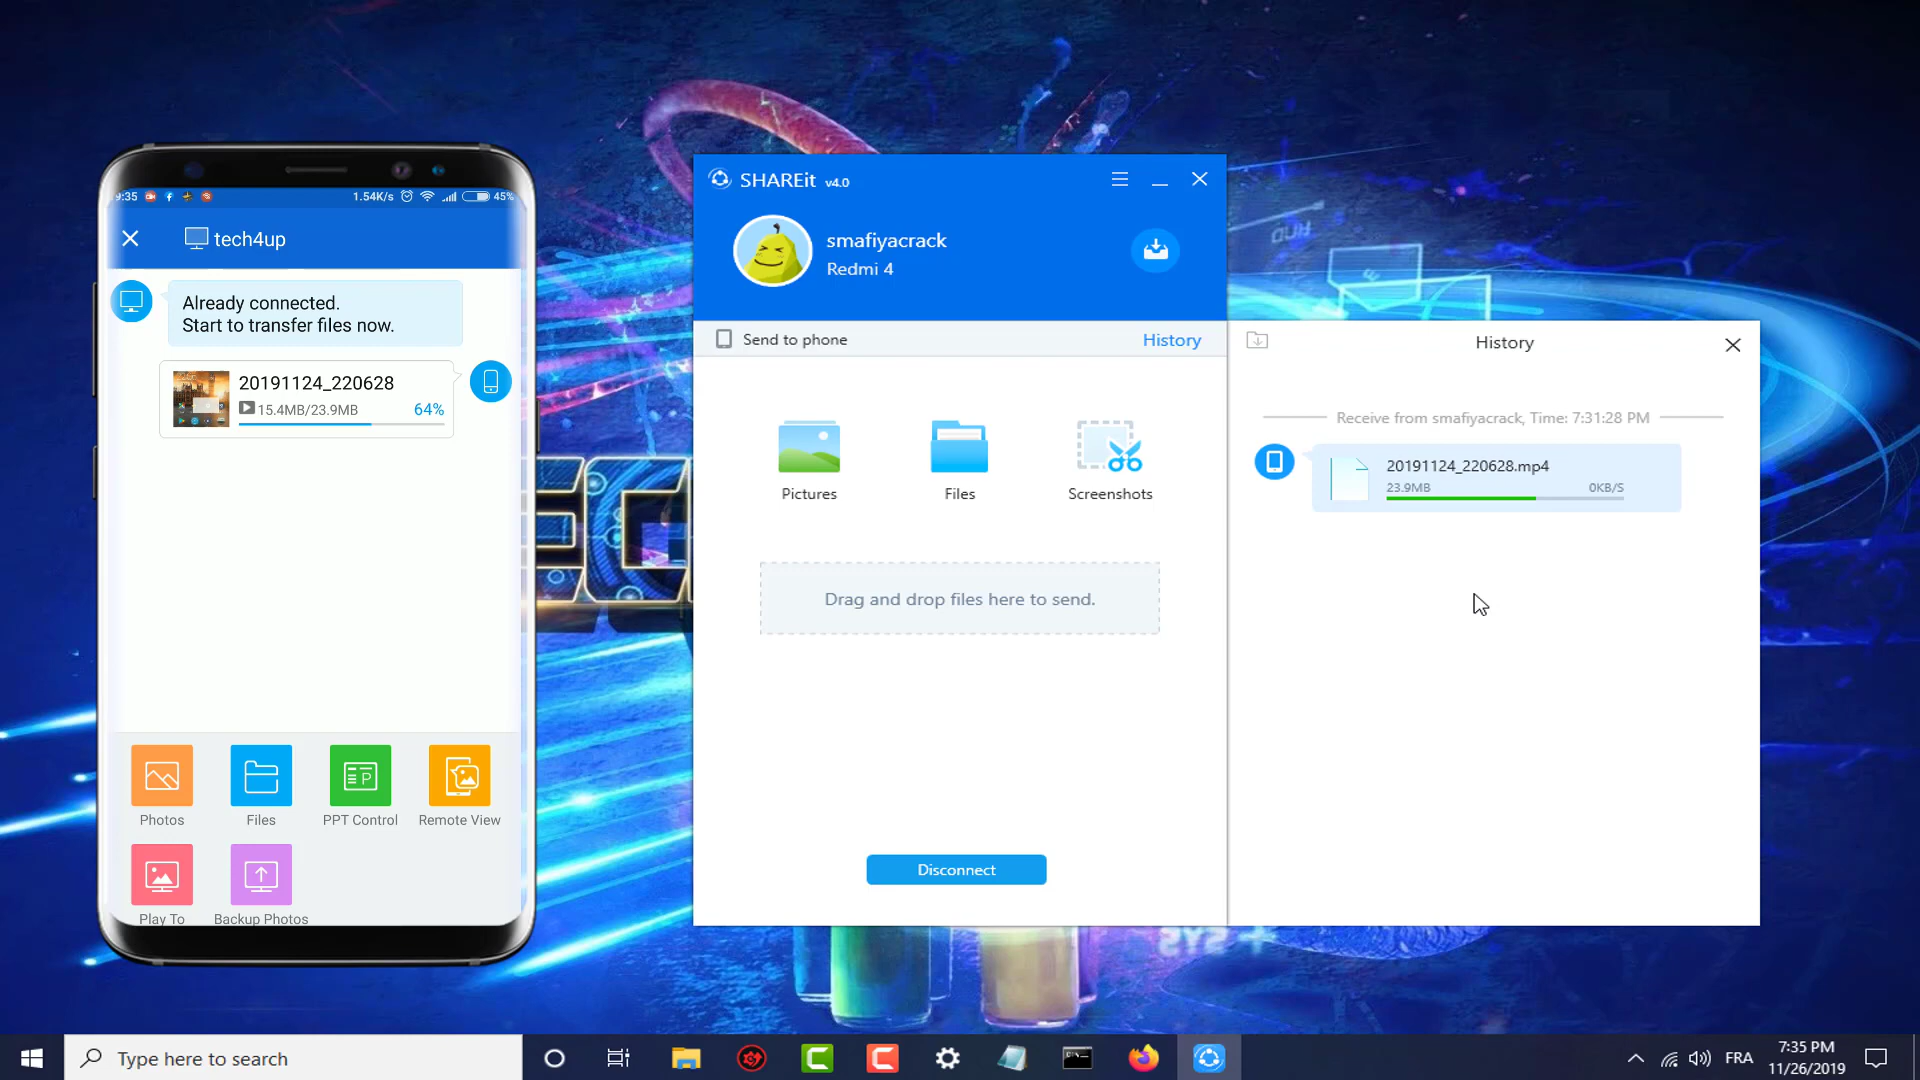 9:35
1.54K/s
45%
tech4up
Already connected.
Start to transfer files now.
20191124_220628
15.4MB/23.9MB
64%
Photos
Files
PPT Control
Remote View
Play To
Backup Photos
SHAREit v4.0
smafiyacrack
Redmi 4
Send to phone
History
Pictures
Files
Screenshots
Drag and drop files here to send.
Disconnect
History
Receive from smafiyacrack, Time: 7:31:28 PM
20191124_220628.mp4
23.9MB
0KB/S
Type here to search
FRA
7:35 PM
11/26/2019